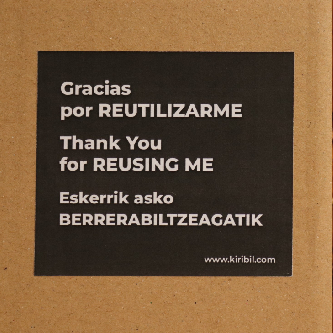 Gracias
por REUTILIZARME
Thank You
for REUSING ME
Eskerrik asko
BERRERABILTZEAGATIK
www.kiribil.com